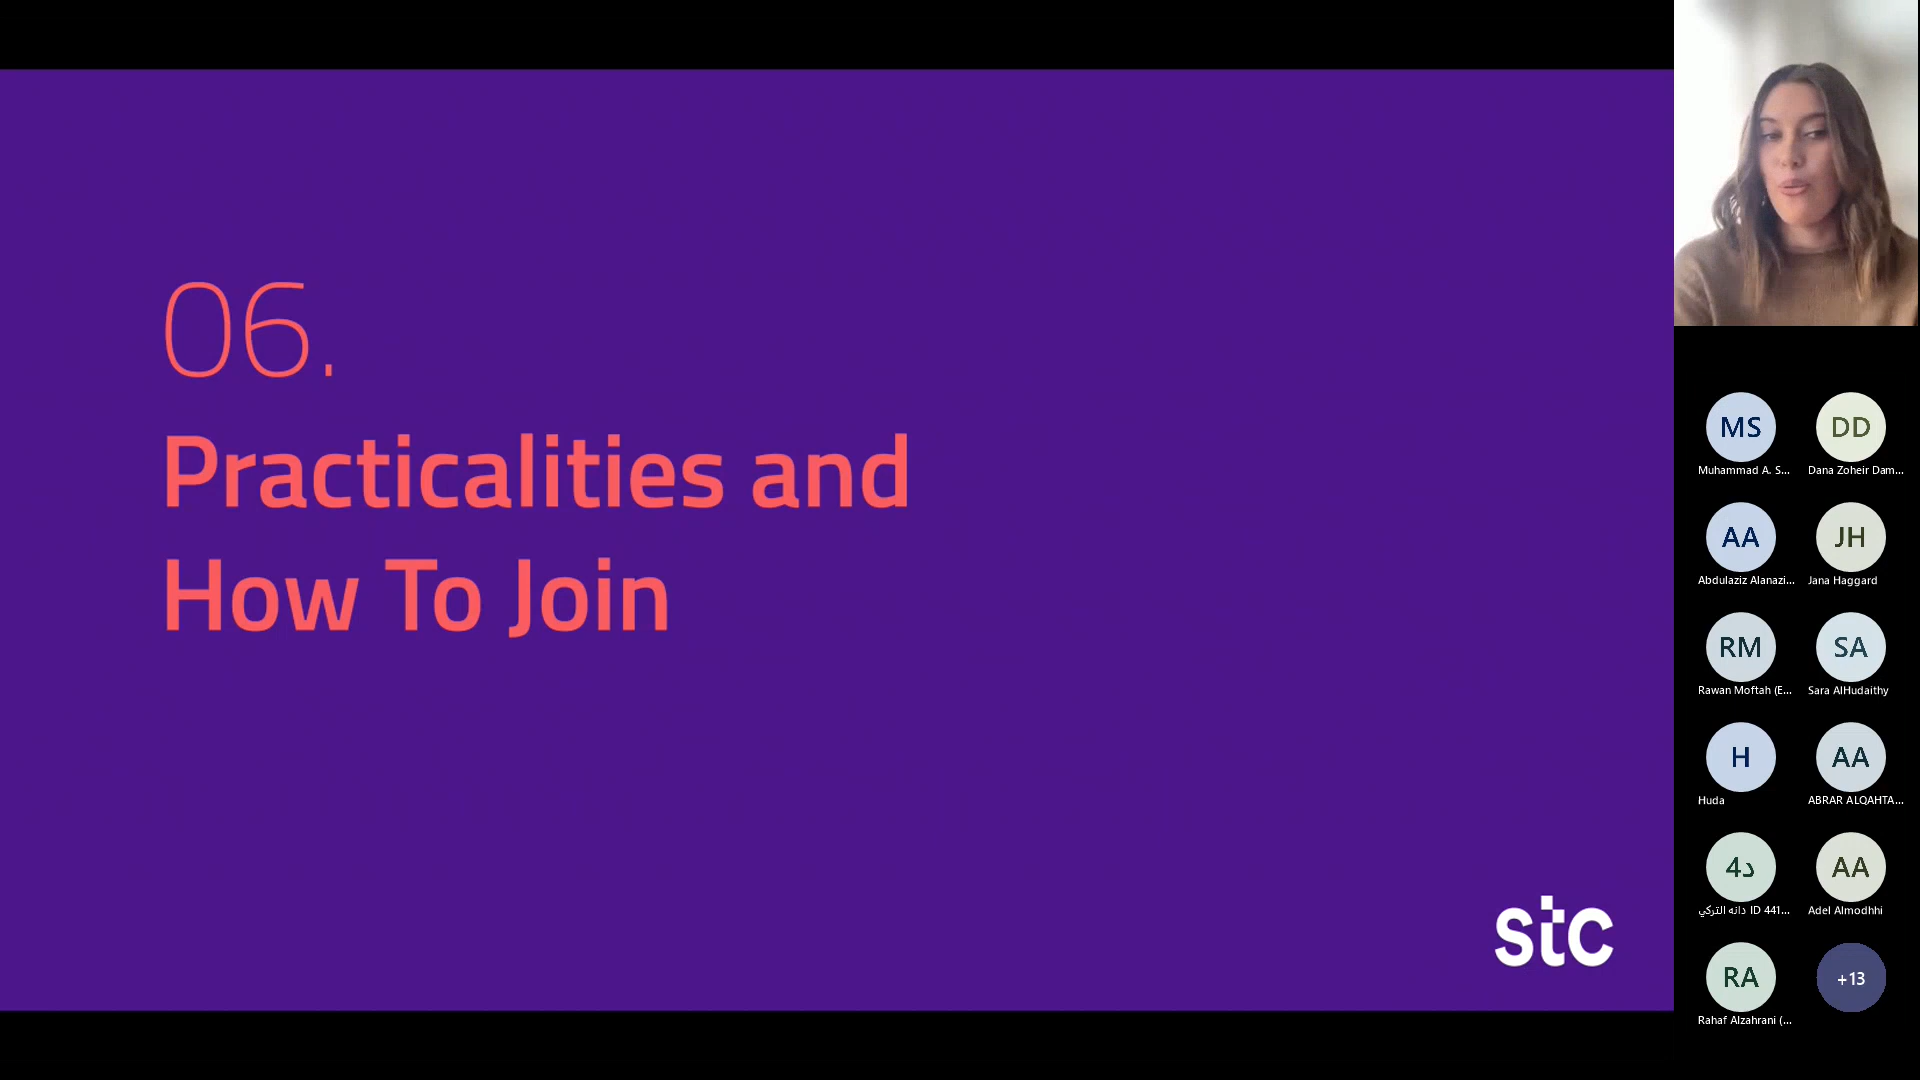 06.
Practicalities and
How To Join
stc
MS
Muhammad A. S...
DD
Dana Zoheir Dam...
AA
Abdulaziz Alanazi...
JH
Jana Haggard
RM
Rawan Moftah (E...
SA
Sara AlHudaithy
H
Huda
AA
ABRAR ALQAHTA...
د4
دانه التركي ID 441...
AA
Adel Almodhhi
RA
Rahaf Alzahrani (...
+13